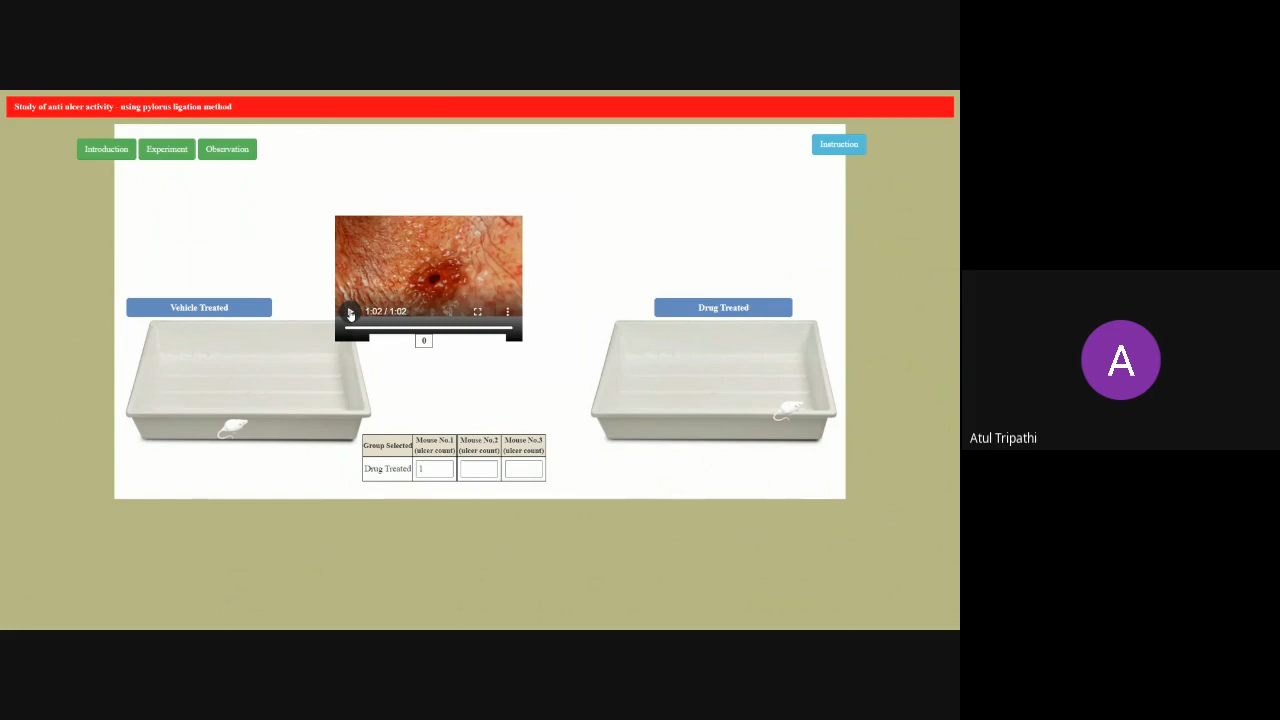 Study of anti ulcer activity - using pylorus ligation method
Introduction Experiment Observation
Instruction
Vehicle Treated
1:02 / 1:02
Drug Treated
0
Group Selected Mouse No.1 (ulcer count) Mouse No.2 (ulcer count) Mouse No.3 (ulcer count)
Drug Treated 1
A
Atul Tripathi